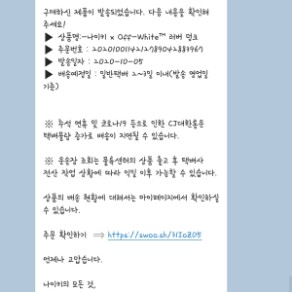 구매하신 제품이 발송되었습니다. 다음 내용을 확인해
주세요!
▶ 상품명:-나이키 x Off-White™ 러버 덩크
▶ 주문번호 :
▶ 발송일자 : 2020-10-05
▶ 배송예정일 : 일반택배 2~3일 이내(발송 영업일
기준)
※ 추석 연휴 및 코로나19 등으로 인한 CJ대한통운
택배물량 증가로 배송이 지연될 수 있습니다.
※ 운송장 조회는 물류센터의 상품 출고 후 택배사
전산 작업 상황에 따라 익일 이후 가능할 수 있습니다.
상품의 배송 현황에 대해서는 마이페이지에서 확인하실
수 있습니다.
주문 확인하기 ⇒
언제나 고맙습니다.
나이키의 모든 것,